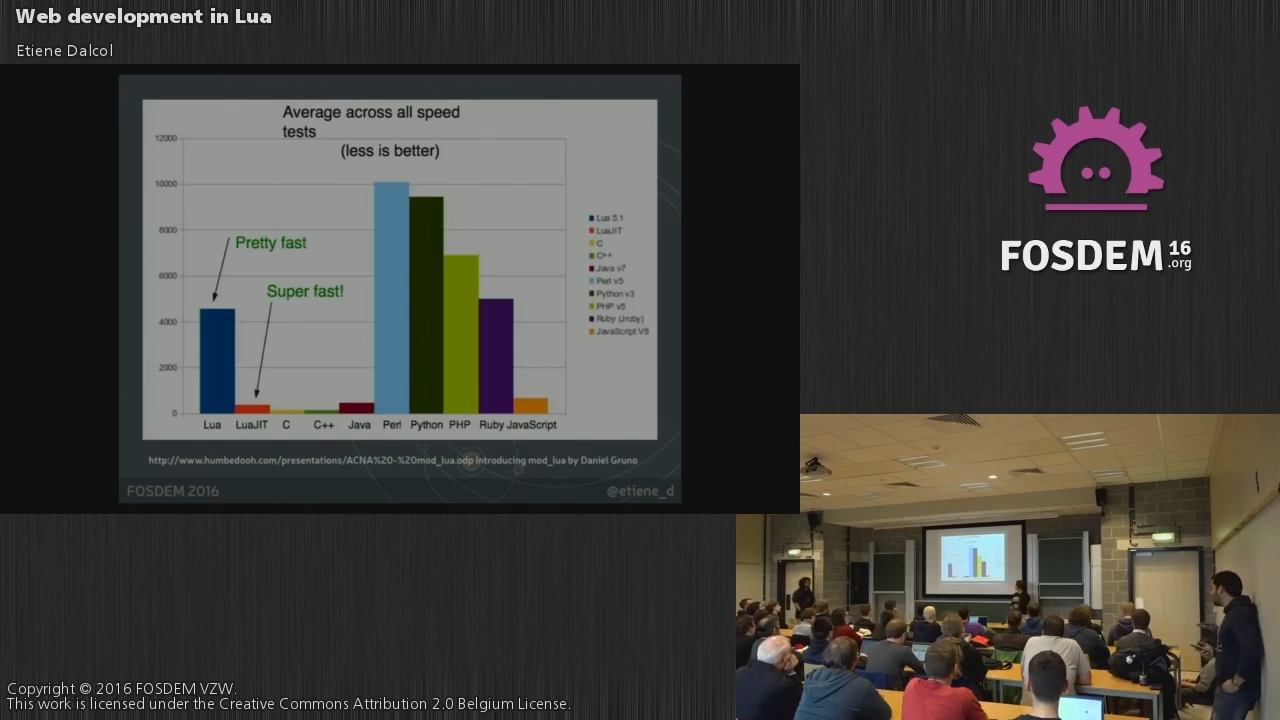 Web development in Lua
Etiene Dalcol
Average across all speed
tests
(less is better)
12000
10000
8000
6000
4000
2000
0
Pretty fast
Super fast!
Lua 5.1
LuaJIT
C
C++
Java v7
Perl v5
Python v3
PHP v5
Ruby (Jruby)
JavaScript V8
Lua LuaJIT C C++ Java Perl Python PHP Ruby JavaScript
http://www.humbedooh.com/presentations/ACNA%20-%20mod_lua.odp Introducing mod_lua by Daniel Gruno
FOSDEM 2016 @etiene_d
FOSDEM 16
.org
Copyright © 2016 FOSDEM VZW.
This work is licensed under the Creative Commons Attribution 2.0 Belgium License.